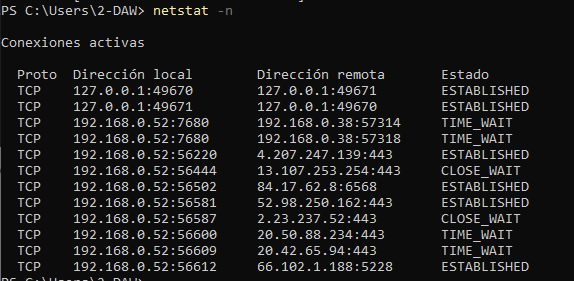 PS C:\Users\2-DAW> netstat -n
Conexiones activas
Proto Dirección local Dirección remota Estado
TCP 127.0.0.1:49670 127.0.0.1:49671 ESTABLISHED
TCP 127.0.0.1:49671 127.0.0.1:49670 ESTABLISHED
TCP 192.168.0.52:7680 192.168.0.38:57314 TIME_WAIT
TCP 192.168.0.52:7680 192.168.0.38:57318 TIME_WAIT
TCP 192.168.0.52:56220 4.207.247.139:443 ESTABLISHED
TCP 192.168.0.52:56444 13.107.253.254:443 CLOSE_WAIT
TCP 192.168.0.52:56502 84.17.62.8:6568 ESTABLISHED
TCP 192.168.0.52:56581 52.98.250.162:443 ESTABLISHED
TCP 192.168.0.52:56587 2.23.237.52:443 CLOSE_WAIT
TCP 192.168.0.52:56600 20.50.88.234:443 TIME_WAIT
TCP 192.168.0.52:56609 20.42.65.94:443 TIME_WAIT
TCP 192.168.0.52:56612 66.102.1.188:5228 ESTABLISHED